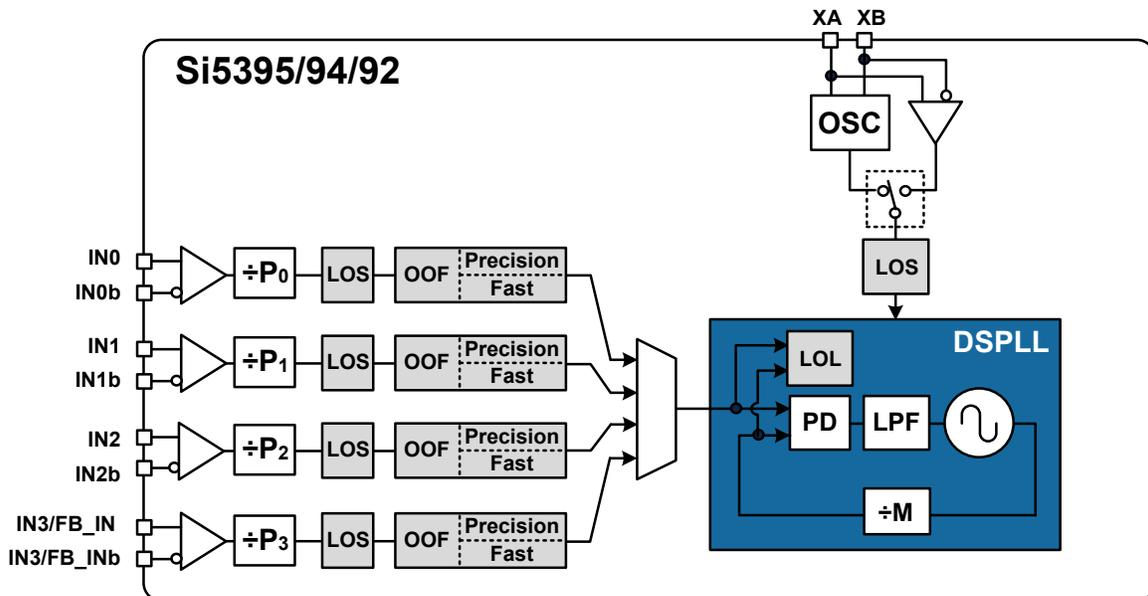 XA XB
Si5395/94/92
OSC
LOS
IN0
IN0b
÷P0
LOS
OOF
Precision
Fast
IN1
IN1b
÷P1
LOS
OOF
Precision
Fast
IN2
IN2b
÷P2
LOS
OOF
Precision
Fast
IN3/FB_IN
IN3/FB_INb
÷P3
LOS
OOF
Precision
Fast
DSPLL
LOL
PD
LPF
÷M